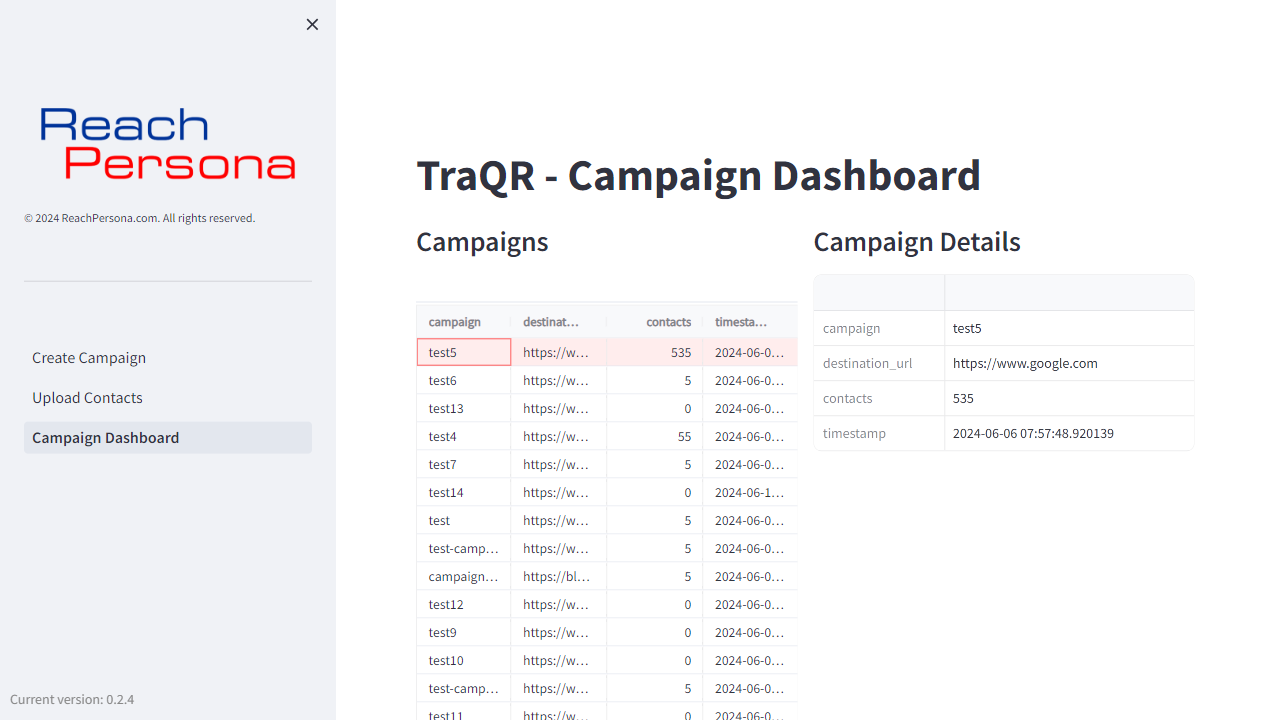 Reach
Persona
© 2024 ReachPersona.com. All rights reserved.
Create Campaign
Upload Contacts
Campaign Dashboard
Current version: 0.2.4
TraQR - Campaign Dashboard
Campaigns
campaign destinat… contacts timesta…
test5 https://w… 535 2024-06-0…
test6 https://w… 5 2024-06-0…
test13 https://w… 0 2024-06-0…
test4 https://w… 55 2024-06-0…
test7 https://w… 5 2024-06-0…
test14 https://w… 0 2024-06-1…
test https://w… 5 2024-06-0…
test-camp… https://w… 5 2024-06-0…
campaign… https://bl… 5 2024-06-0…
test12 https://w… 0 2024-06-0…
test9 https://w… 0 2024-06-0…
test10 https://w… 0 2024-06-0…
test-camp… https://w… 5 2024-06-0…
test11 https://w… 0 2024-06-0…
Campaign Details
campaign test5
destination_url https://www.google.com
contacts 535
timestamp 2024-06-06 07:57:48.920139